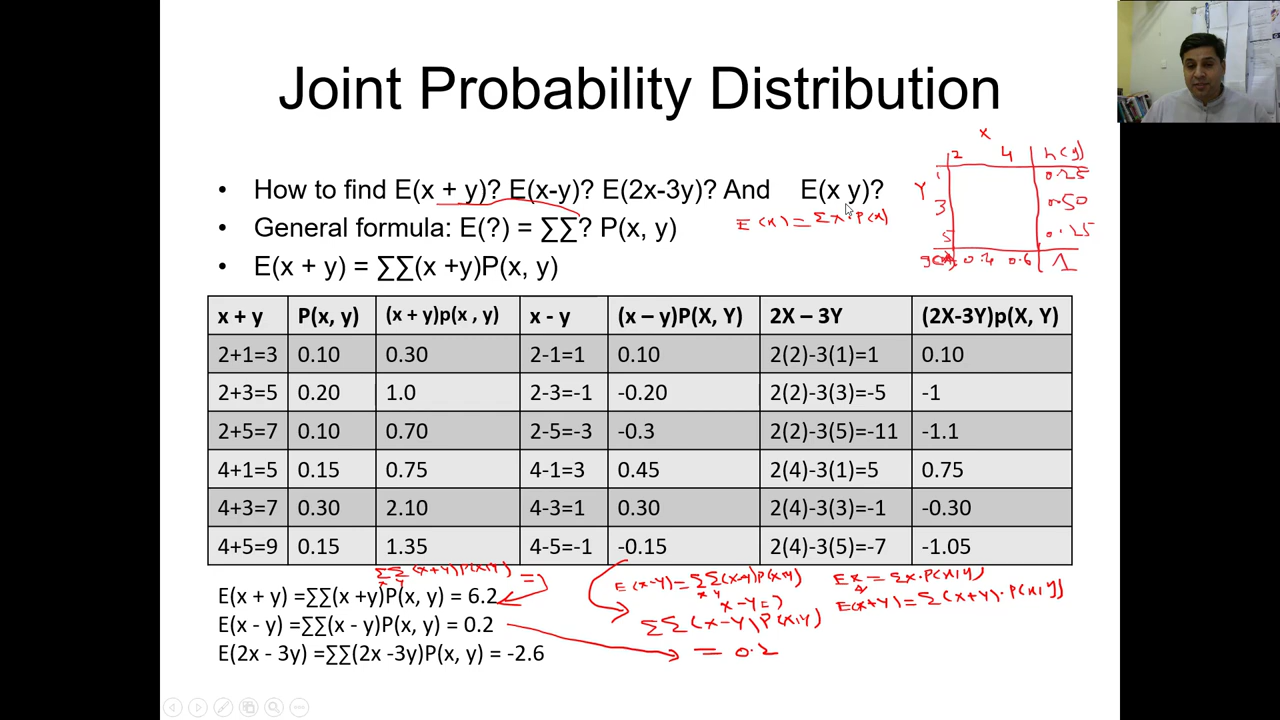 Joint Probability Distribution
• How to find E(x + y)? E(x-y)? E(2x-3y)? And E(x y)?
E(x) = Σx.P(x)
• General formula: E(?) = ∑∑? P(x, y)
• E(x + y) = ∑∑(x +y)P(x, y)
x
2 4 h(y)
Y 1 0.25
3 0.50
5 0.25
g(x) 0.4 0.6 1
x + y P(x, y) (x + y)p(x , y) x - y (x – y)P(X, Y) 2X – 3Y (2X-3Y)p(X, Y)
2+1=3 0.10 0.30 2-1=1 0.10 2(2)-3(1)=1 0.10
2+3=5 0.20 1.0 2-3=-1 -0.20 2(2)-3(3)=-5 -1
2+5=7 0.10 0.70 2-5=-3 -0.3 2(2)-3(5)=-11 -1.1
4+1=5 0.15 0.75 4-1=3 0.45 2(4)-3(1)=5 0.75
4+3=7 0.30 2.10 4-3=1 0.30 2(4)-3(3)=-1 -0.30
4+5=9 0.15 1.35 4-5=-1 -0.15 2(4)-3(5)=-7 -1.05
ΣΣ(x+y)P(x,y) =
x y
E(x + y) =∑∑(x +y)P(x, y) = 6.2
E(x - y) =∑∑(x - y)P(x, y) = 0.2
E(2x - 3y) =∑∑(2x -3y)P(x, y) = -2.6
E(x-y) = ΣΣ(x-y)P(x,y)
x y
x-y=?
ΣΣ(x-y)P(x,y)
= 0.2
Ex = Σx.P(x,y)
E(x+y) = Σ(x+y).P(x,y)